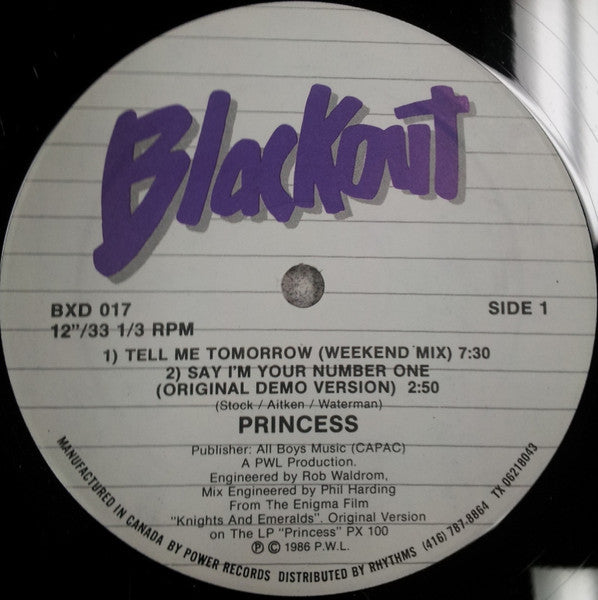 Blackout
BXD 017
SIDE 1
12"/33 1/3 RPM
1) TELL ME TOMORROW (WEEKEND MIX) 7:30
2) SAY I'M YOUR NUMBER ONE
(ORIGINAL DEMO VERSION) 2:50
(Stock / Aitken / Waterman)
PRINCESS
Publisher: All Boys Music (CAPAC)
A PWL Production.
Engineered by Rob Waldrom,
Mix Engineered by Phil Harding
From The Enigma Film
"Knights And Emeralds". Original Version
on The LP "Princess" PX 100
Ⓟ © 1986 P.W.L.
MANUFACTURED IN CANADA BY POWER RECORDS DISTRIBUTED BY RHYTHMS (416) 787-8864 TX 06218043